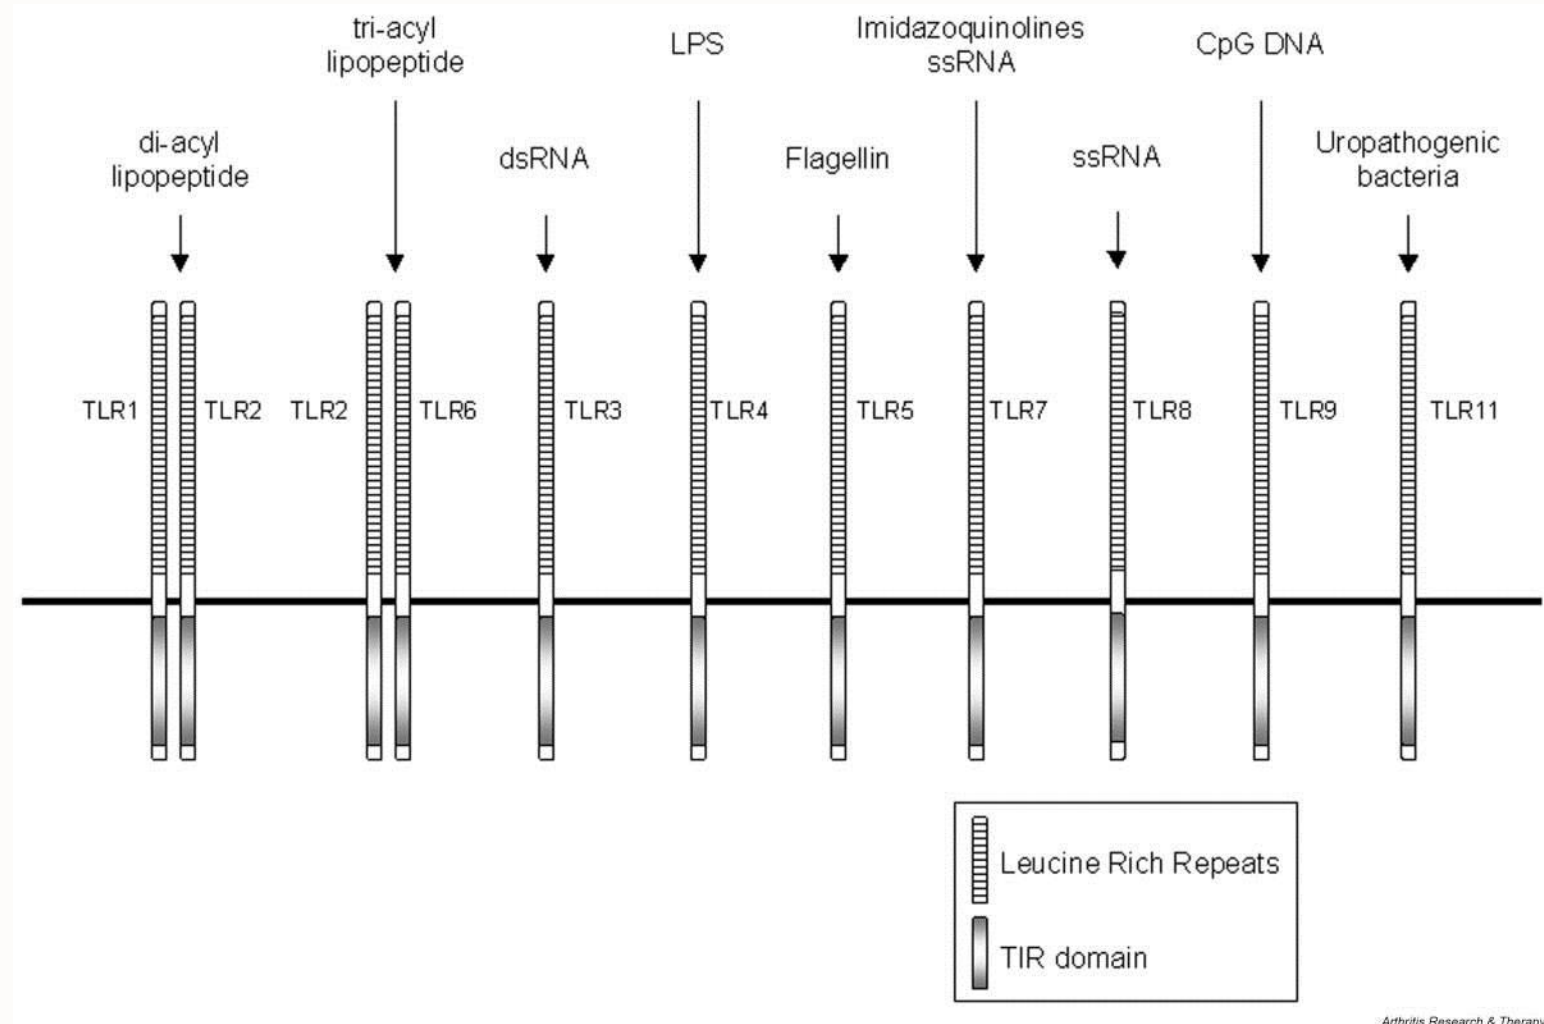 tri-acyl
lipopeptide
LPS
Imidazoquinolines
ssRNA
CpG DNA
di-acyl
lipopeptide
dsRNA
Flagellin
ssRNA
Uropathogenic
bacteria
TLR1
TLR2
TLR2
TLR6
TLR3
TLR4
TLR5
TLR7
TLR8
TLR9
TLR11
Leucine Rich Repeats
TIR domain
Arthritis Research & Therapy